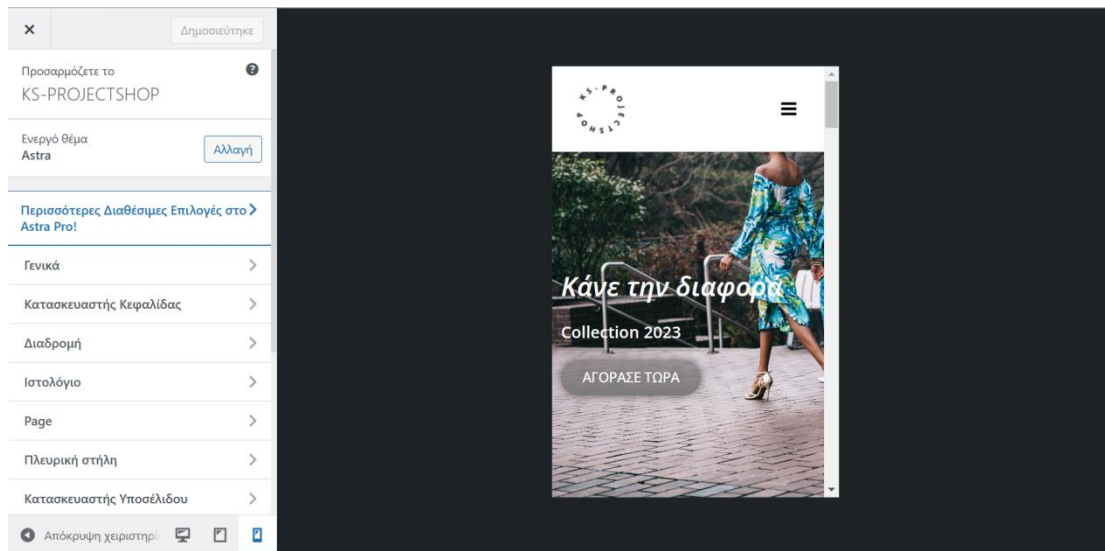 Δημοσιεύτηκε
Προσαρμόζετε το
KS-PROJECTSHOP
Ενεργό θέμα
Astra
Αλλαγή
Περισσότερες Διαθέσιμες Επιλογές στο
Astra Pro!
Γενικά
Κατασκευαστής Κεφαλίδας
Διαδρομή
Ιστολόγιο
Page
Πλευρική στήλη
Κατασκευαστής Υποσέλιδου
Απόκρυψη χειριστηρί
KS-PROJECTSHOP
Κάνε την διαφορά
Collection 2023
ΑΓΟΡΑΣΕ ΤΩΡΑ